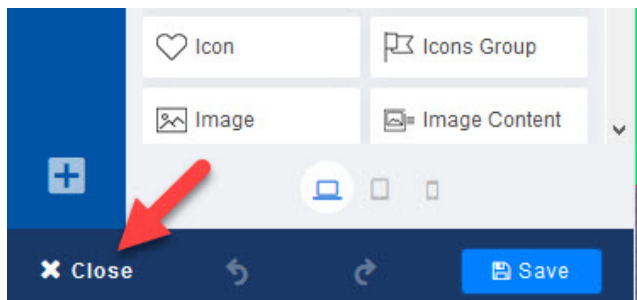 Icon
Icons Group
Image
Image Content
Close
Save